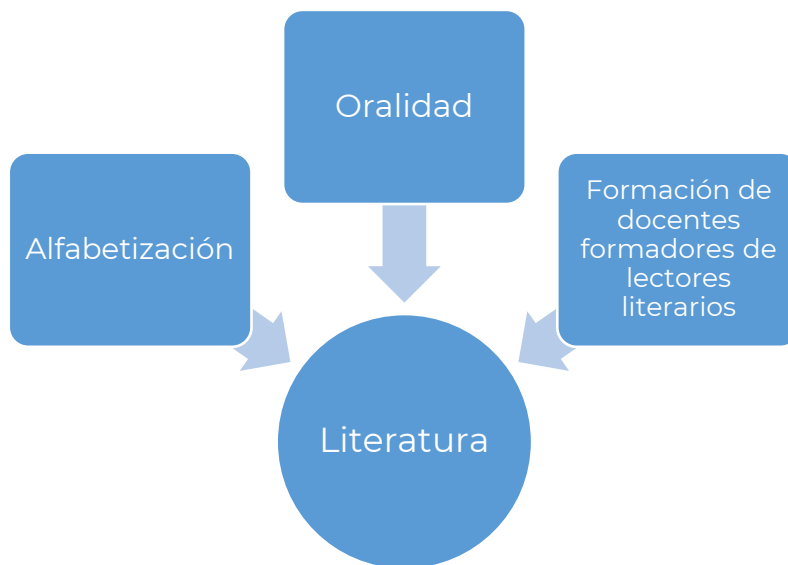 Oralidad
Alfabetización
Formación de
docentes
formadores de
lectores
literarios
Literatura